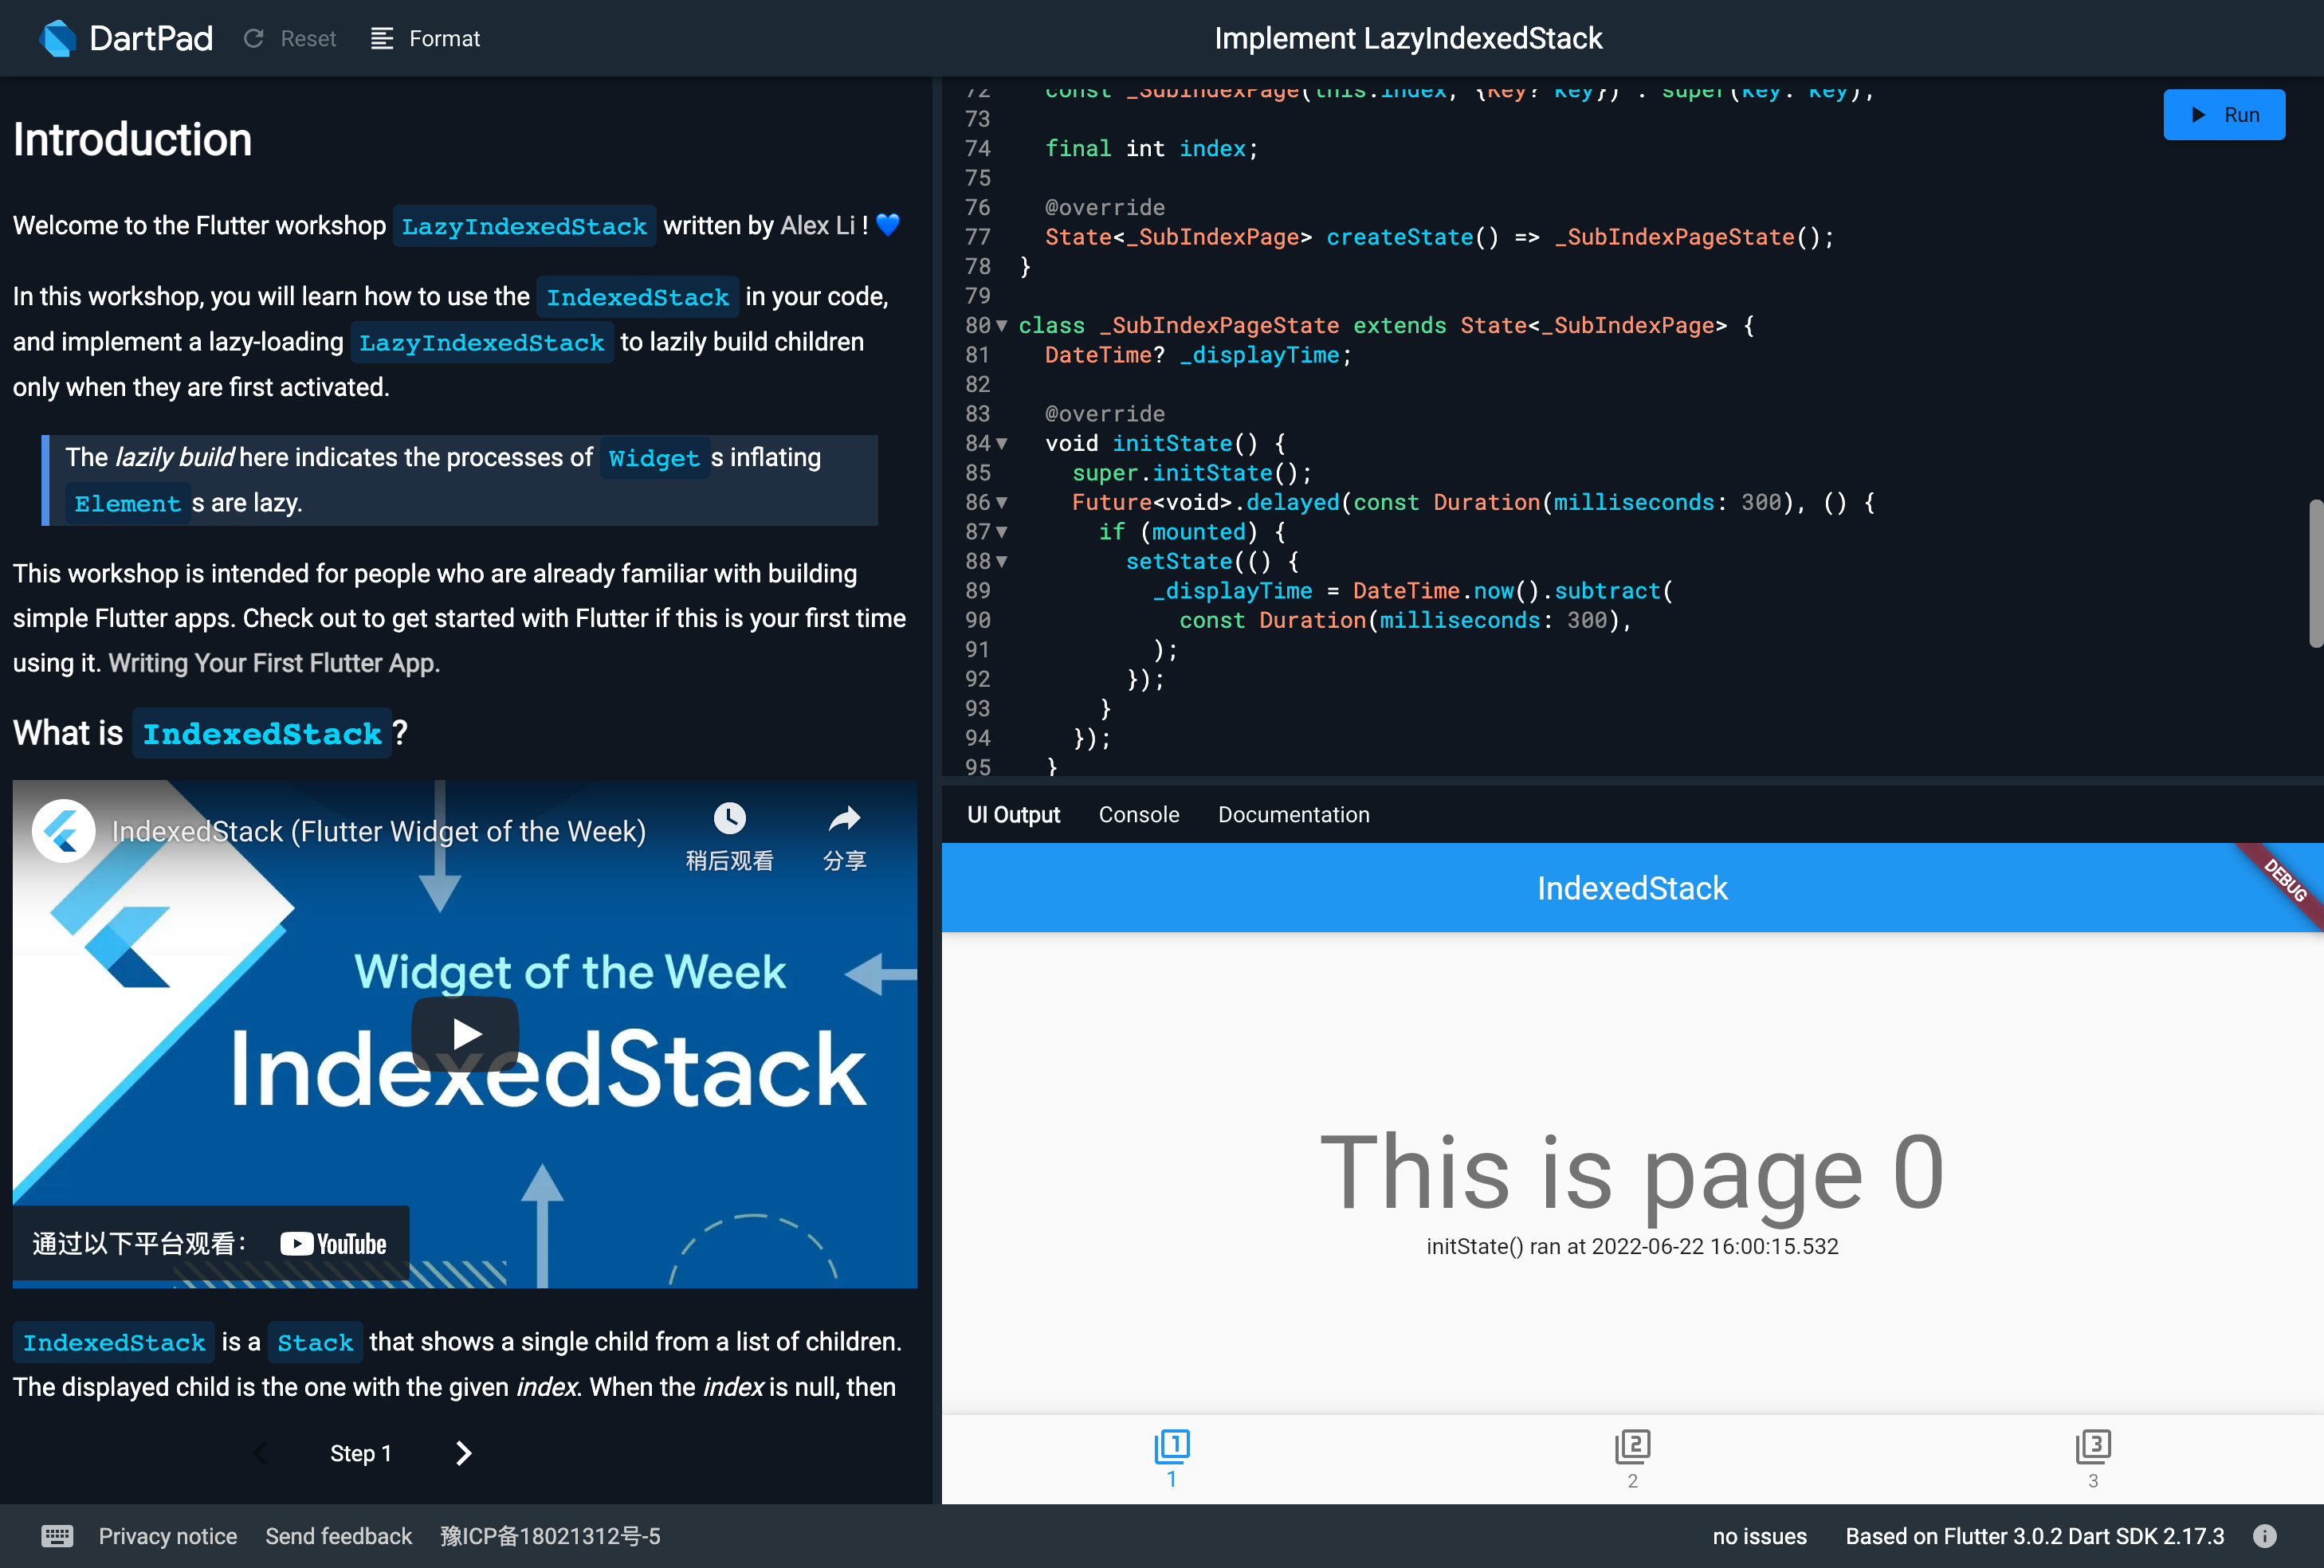 DartPad
Reset
Format
Implement LazyIndexedStack
Introduction
Welcome to the Flutter workshop LazyIndexedStack written by Alex Li ! 💙
In this workshop, you will learn how to use the IndexedStack in your code,
and implement a lazy-loading LazyIndexedStack to lazily build children
only when they are first activated.
The lazily build here indicates the processes of Widget s inflating
Element s are lazy.
This workshop is intended for people who are already familiar with building
simple Flutter apps. Check out to get started with Flutter if this is your first time
using it. Writing Your First Flutter App.
What is IndexedStack ?
IndexedStack (Flutter Widget of the Week)
稍后观看
分享
Widget of the Week
IndexedStack
通过以下平台观看： YouTube
IndexedStack is a Stack that shows a single child from a list of children.
The displayed child is the one with the given index. When the index is null, then
Step 1
72 const _SubIndexPage(this.index, {Key? key}) : super(key: key);
73
74 final int index;
75
76 @override
77 State<_SubIndexPage> createState() => _SubIndexPageState();
78 }
79
80 class _SubIndexPageState extends State<_SubIndexPage> {
81 DateTime? _displayTime;
82
83 @override
84 void initState() {
85 super.initState();
86 Future<void>.delayed(const Duration(milliseconds: 300), () {
87 if (mounted) {
88 setState(() {
89 _displayTime = DateTime.now().subtract(
90 const Duration(milliseconds: 300),
91 );
92 });
93 }
94 });
95 }
Run
UI Output
Console
Documentation
IndexedStack
DEBUG
This is page 0
initState() ran at 2022-06-22 16:00:15.532
1
1
2
2
3
3
Privacy notice
Send feedback
豫ICP备18021312号-5
no issues
Based on Flutter 3.0.2 Dart SDK 2.17.3